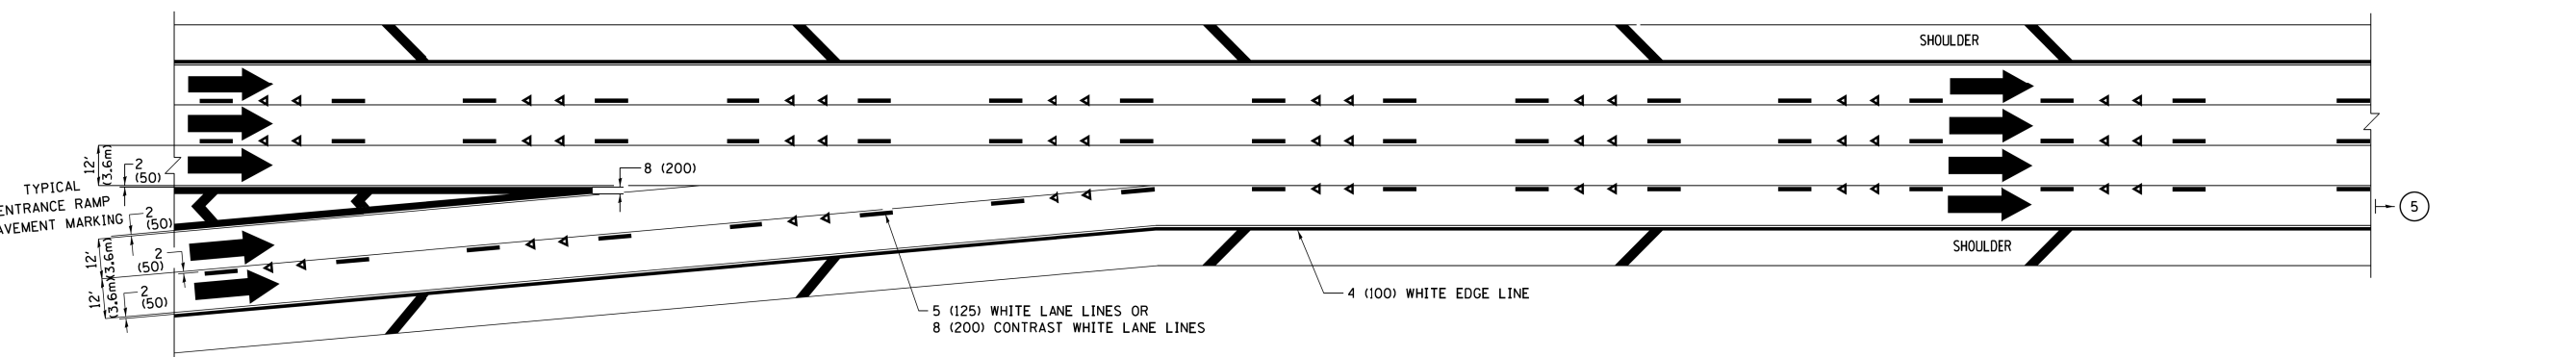 SHOULDER
12'
(3.6m)
2
(50)
8 (200)
TYPICAL
ENTRANCE RAMP
PAVEMENT MARKING
2
(50)
5
12'
(3.6m)
2
(50)
SHOULDER
12'
(3.6m)
2
(50)
4 (100) WHITE EDGE LINE
5 (125) WHITE LANE LINES OR
8 (200) CONTRAST WHITE LANE LINES